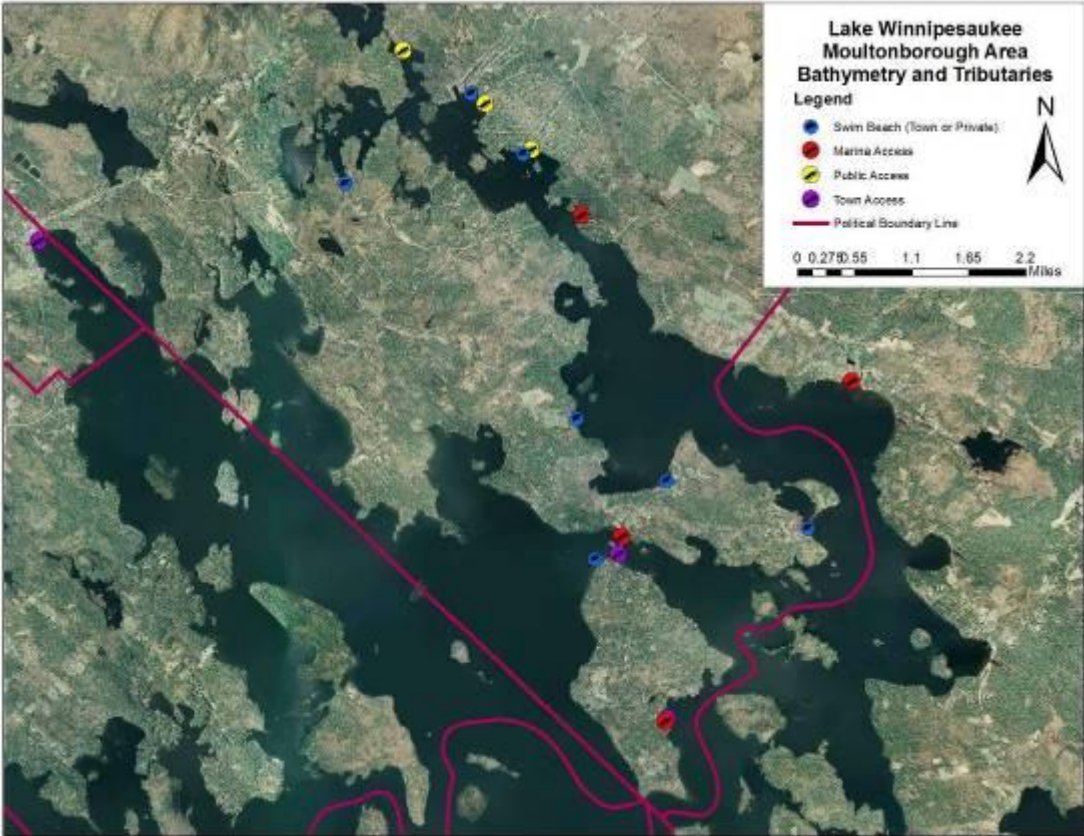 Lake Winnipesaukee
Moultonborough Area
Bathymetry and Tributaries
Legend
N
Swim Beach (Town or Private)
Marina Access
Public Access
Town Access
Political Boundary Line
0 0.275 0.55 1.1 1.65 2.2
Miles